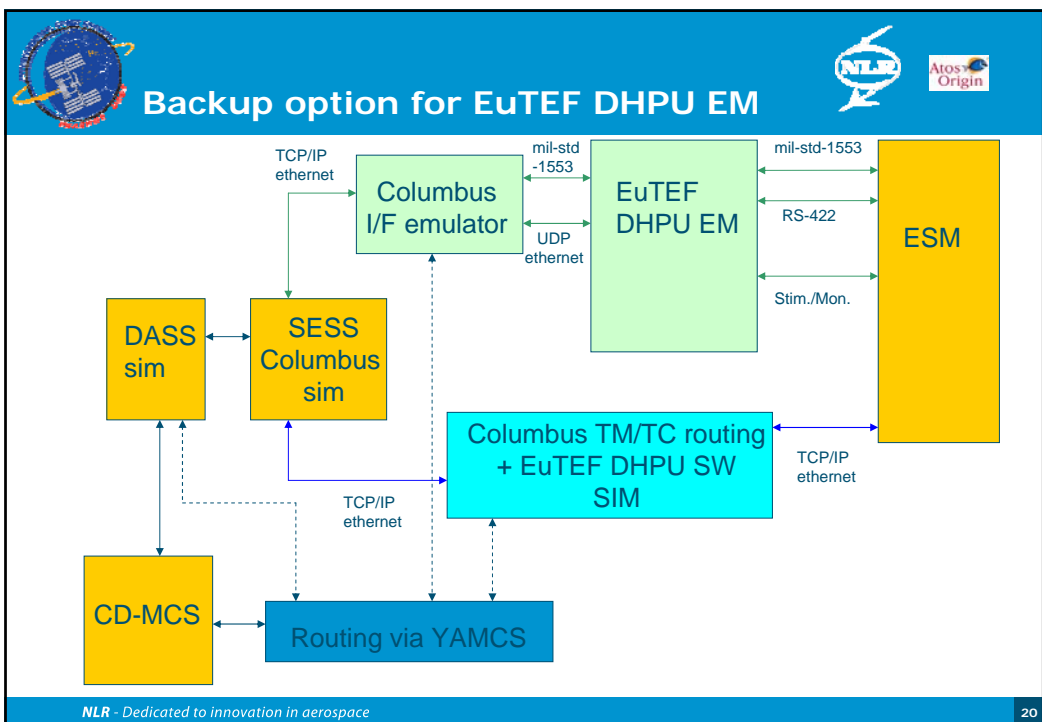 NLR
Atos
Origin
Backup option for EuTEF DHPU EM
TCP/IP
ethernet
Columbus
I/F emulator
mil-std
-1553
UDP
ethernet
EuTEF
DHPU EM
mil-std-1553
RS-422
Stim./Mon.
ESM
DASS
sim
SESS
Columbus
sim
Columbus TM/TC routing
+ EuTEF DHPU SW
SIM
TCP/IP
ethernet
TCP/IP
ethernet
CD-MCS
Routing via YAMCS
NLR - Dedicated to innovation in aerospace
20